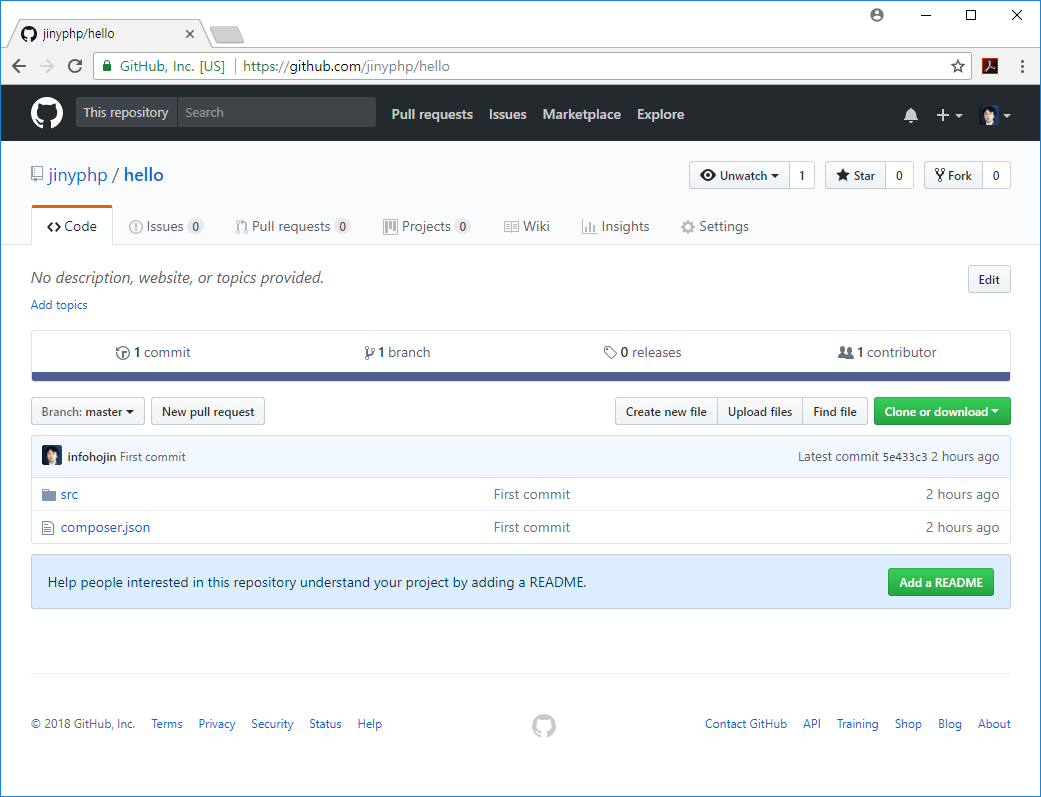 jinyphp/hello
GitHub, Inc. [US] https://github.com/jinyphp/hello
This repository Search Pull requests Issues Marketplace Explore
jinyphp / hello Unwatch 1 Star 0 Fork 0
Code Issues 0 Pull requests 0 Projects 0 Wiki Insights Settings
No description, website, or topics provided. Edit
Add topics
1 commit 1 branch 0 releases 1 contributor
Branch: master New pull request Create new file Upload files Find file Clone or download
infohojin First commit Latest commit 5e433c3 2 hours ago
src First commit 2 hours ago
composer.json First commit 2 hours ago
Help people interested in this repository understand your project by adding a README. Add a README
© 2018 GitHub, Inc. Terms Privacy Security Status Help Contact GitHub API Training Shop Blog About